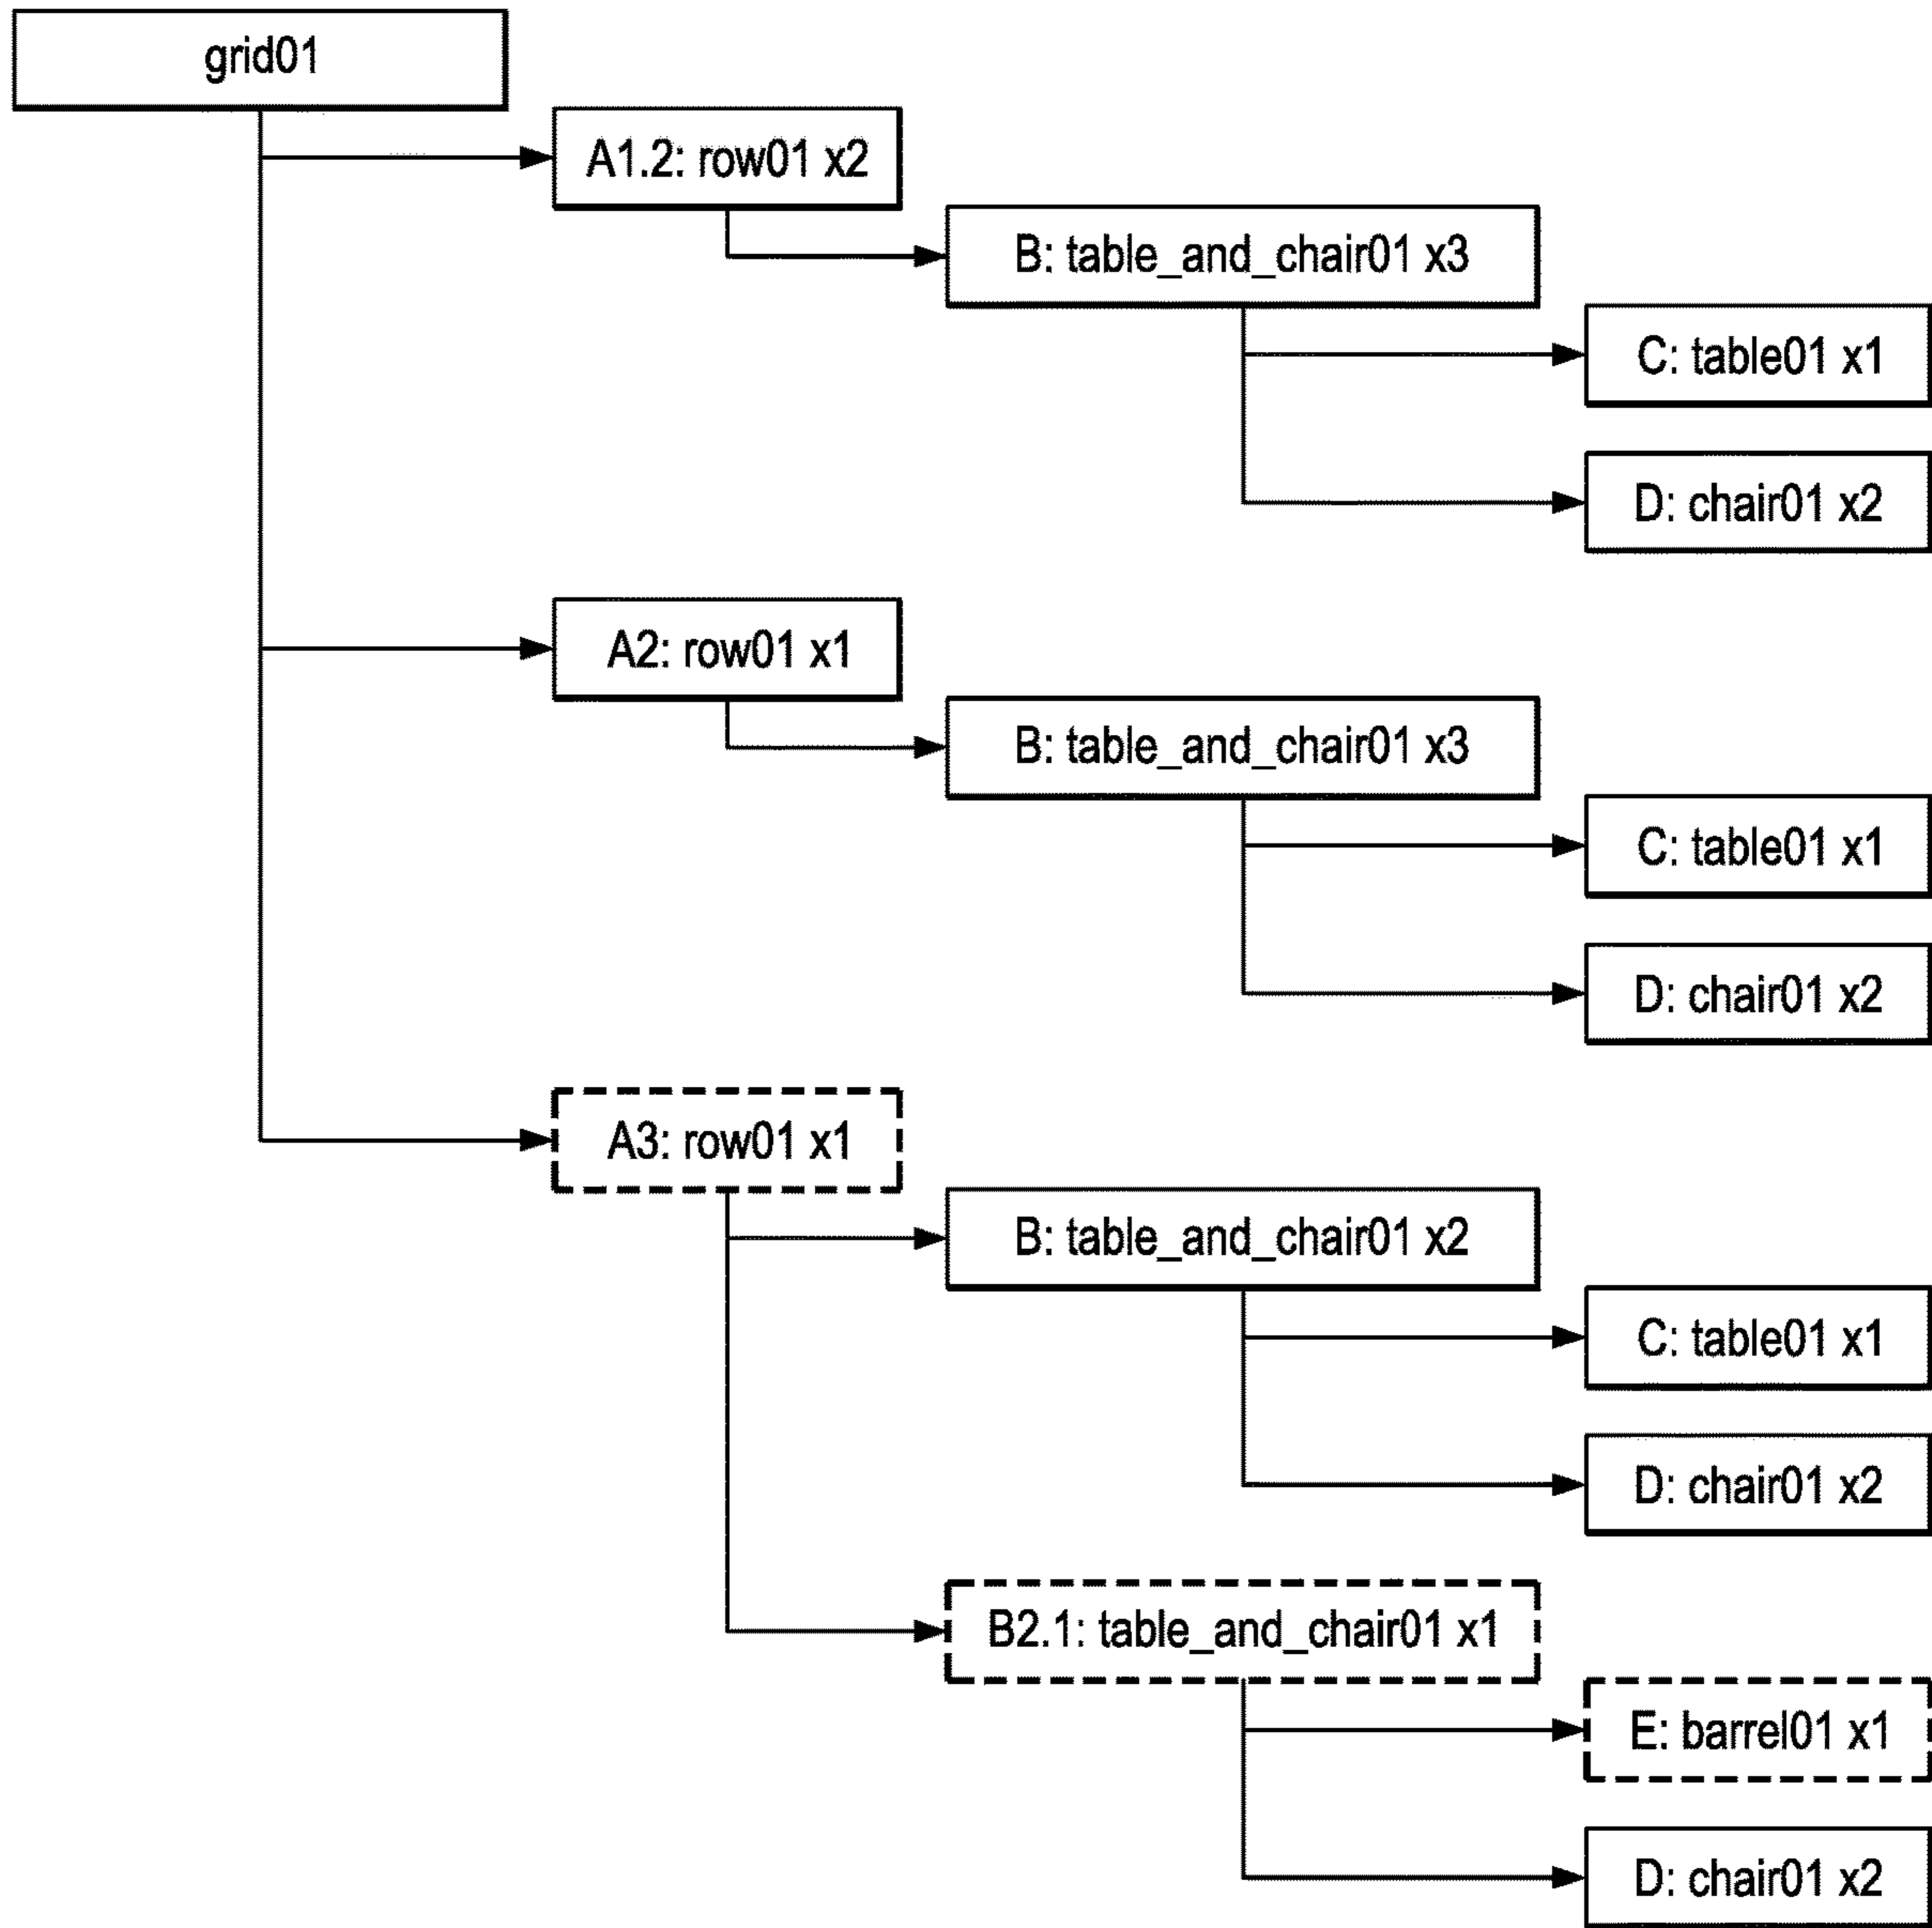 grid01
A1.2: row01 x2
B: table_and_chair01 x3
C: table01 x1
D: chair01 x2
A2: row01 x1
B: table_and_chair01 x3
C: table01 x1
D: chair01 x2
A3: row01 x1
B: table_and_chair01 x2
C: table01 x1
D: chair01 x2
B2.1: table_and_chair01 x1
E: barrel01 x1
D: chair01 x2